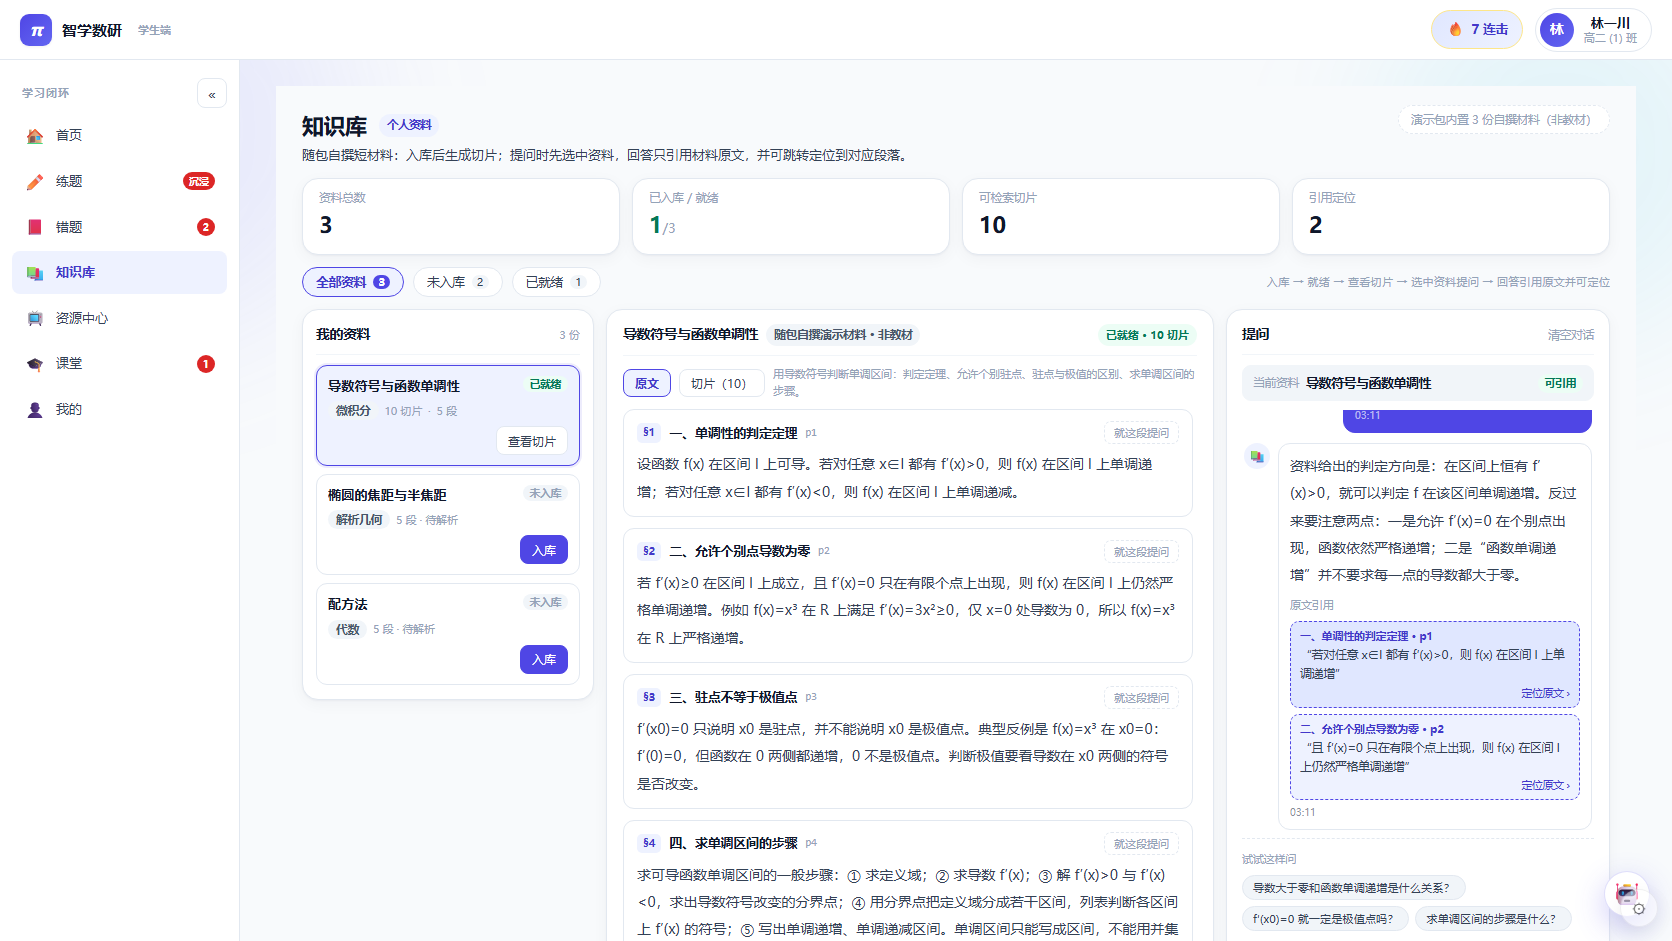 π 智学数研 学生端
7 连击
林 林一川
高二 (1) 班
学习闭环 «
首页
练题 沉浸
错题 2
知识库
资源中心
课堂 1
我的
知识库 个人资料
演示包内置 3 份自撰材料（非教材）
随包自撰短材料：入库后生成切片；提问时先选中资料，回答只引用材料原文，并可跳转定位到对应段落。
资料总数
3
已入库 / 就绪
1/3
可检索切片
10
引用定位
2
全部资料 3 未入库 2 已就绪 1
入库 → 就绪 → 查看切片 → 选中资料提问 → 回答引用原文并可定位
我的资料 3 份
导数符号与函数单调性 已就绪
微积分 10 切片 · 5 段
查看切片
椭圆的焦距与半焦距 未入库
解析几何 5 段 · 待解析
入库
配方法 未入库
代数 5 段 · 待解析
入库
导数符号与函数单调性 随包自撰演示材料 • 非教材 已就绪 • 10 切片
原文 切片（10）
用导数符号判断单调区间：判定定理、允许个别驻点、驻点与极值的区别、求单调区间的
步骤。
§1 一、单调性的判定定理 p1 就这段提问
设函数 f(x) 在区间 I 上可导。若对任意 x∈I 都有 f′(x)>0，则 f(x) 在区间 I 上单调递
增；若对任意 x∈I 都有 f′(x)<0，则 f(x) 在区间 I 上单调递减。
§2 二、允许个别点导数为零 p2 就这段提问
若 f′(x)≥0 在区间 I 上成立，且 f′(x)=0 只在有限个点上出现，则 f(x) 在区间 I 上仍然严
格单调递增。例如 f(x)=x³ 在 R 上满足 f′(x)=3x²≥0，仅 x=0 处导数为 0，所以 f(x)=x³
在 R 上严格递增。
§3 三、驻点不等于极值点 p3 就这段提问
f′(x0)=0 只说明 x0 是驻点，并不能说明 x0 是极值点。典型反例是 f(x)=x³ 在 x0=0：
f′(0)=0，但函数在 0 两侧都递增，0 不是极值点。判断极值要看导数在 x0 两侧的符号
是否改变。
§4 四、求单调区间的步骤 p4 就这段提问
求可导函数单调区间的一般步骤：① 求定义域；② 求导数 f′(x)；③ 解 f′(x)>0 与 f′(x)
<0，求出导数符号改变的分界点；④ 用分界点把定义域分成若干区间，列表判断各区间
上 f′(x) 的符号；⑤ 写出单调递增、单调递减区间。单调区间只能写成区间，不能用并集
提问 清空对话
当前资料 导数符号与函数单调性 可引用
03:11
资料给出的判定方向是：在区间上恒有 f′
(x)>0，就可以判定 f 在该区间单调递增。反过
来要注意两点：一是允许 f′(x)=0 在个别点出
现，函数依然严格递增；二是“函数单调递
增”并不要求每一点的导数都大于零。
原文引用
一、单调性的判定定理 • p1
“若对任意 x∈I 都有 f′(x)>0，则 f(x) 在区间 I 上单
调递增”
定位原文 ›
二、允许个别点导数为零 • p2
“且 f′(x)=0 只在有限个点上出现，则 f(x) 在区间 I
上仍然严格单调递增”
定位原文 ›
03:11
试试这样问
导数大于零和函数单调递增是什么关系？
f′(x0)=0 就一定是极值点吗？ 求单调区间的步骤是什么？